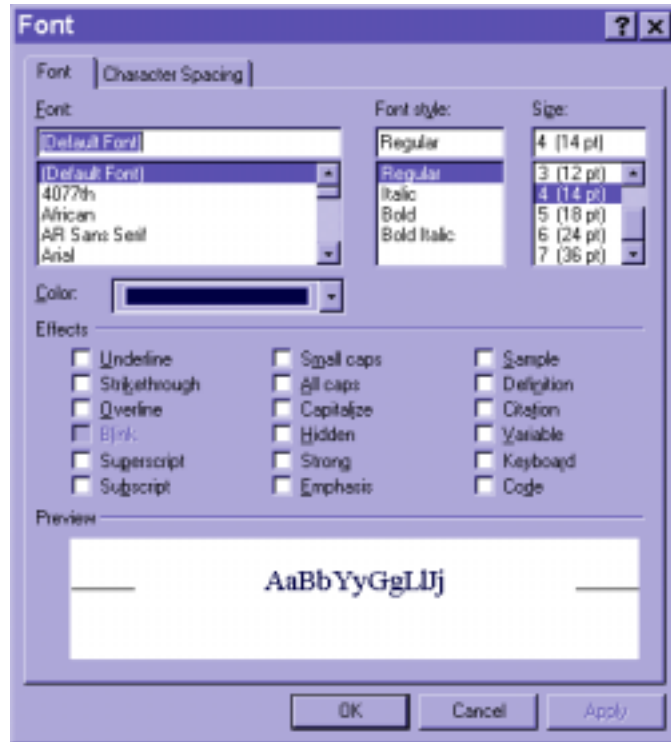 Font
Font Character Spacing
Font: Font style: Size:
(Default Font) Regular 4 (14 pt)
(Default Font) Regular 3 (12 pt)
4077th Italic 4 (14 pt)
African Bold 5 (18 pt)
AR Sans Serif Bold Italic 6 (24 pt)
Arial 7 (36 pt)
Color:
Effects
Underline Small caps Sample
Strikethrough All caps Definition
Overline Capitalize Citation
Blink Hidden Variable
Superscript Strong Keyboard
Subscript Emphasis Code
Preview
AaBbYyGgLlJj
OK Cancel Apply